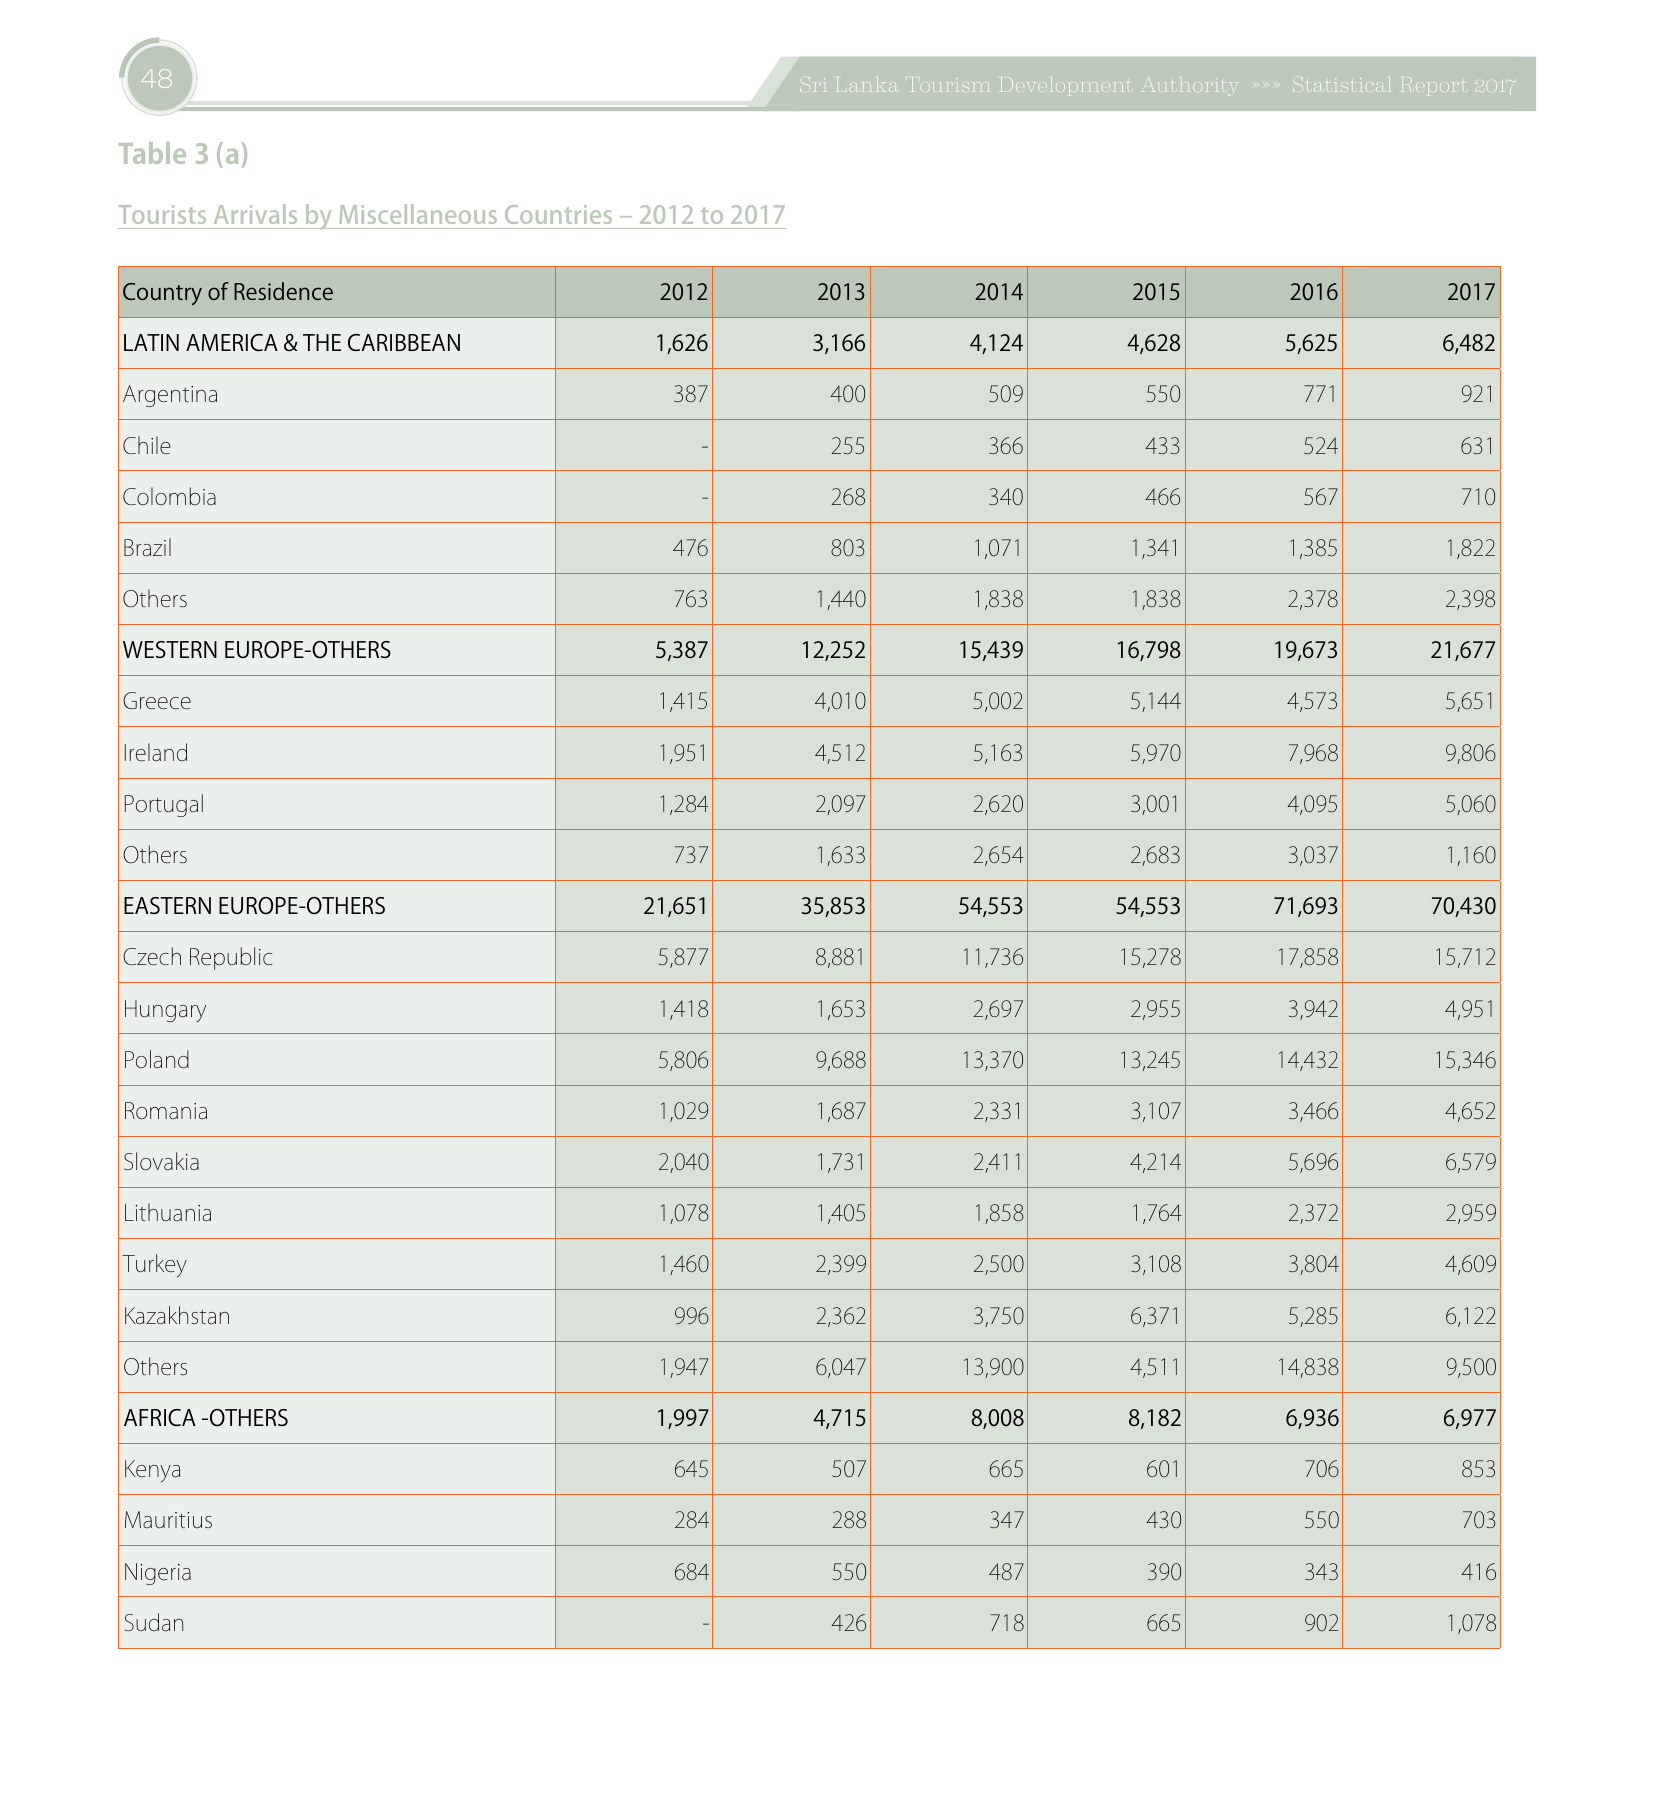 48
Sri Lanka Tourism Development Authority »»» Statistical Report 2017
Table 3 (a)
Tourists Arrivals by Miscellaneous Countries – 2012 to 2017
Country of Residence 2012 2013 2014 2015 2016 2017
LATIN AMERICA & THE CARIBBEAN 1,626 3,166 4,124 4,628 5,625 6,482
Argentina 387 400 509 550 771 921
Chile - 255 366 433 524 631
Colombia - 268 340 466 567 710
Brazil 476 803 1,071 1,341 1,385 1,822
Others 763 1,440 1,838 1,838 2,378 2,398
WESTERN EUROPE-OTHERS 5,387 12,252 15,439 16,798 19,673 21,677
Greece 1,415 4,010 5,002 5,144 4,573 5,651
Ireland 1,951 4,512 5,163 5,970 7,968 9,806
Portugal 1,284 2,097 2,620 3,001 4,095 5,060
Others 737 1,633 2,654 2,683 3,037 1,160
EASTERN EUROPE-OTHERS 21,651 35,853 54,553 54,553 71,693 70,430
Czech Republic 5,877 8,881 11,736 15,278 17,858 15,712
Hungary 1,418 1,653 2,697 2,955 3,942 4,951
Poland 5,806 9,688 13,370 13,245 14,432 15,346
Romania 1,029 1,687 2,331 3,107 3,466 4,652
Slovakia 2,040 1,731 2,411 4,214 5,696 6,579
Lithuania 1,078 1,405 1,858 1,764 2,372 2,959
Turkey 1,460 2,399 2,500 3,108 3,804 4,609
Kazakhstan 996 2,362 3,750 6,371 5,285 6,122
Others 1,947 6,047 13,900 4,511 14,838 9,500
AFRICA -OTHERS 1,997 4,715 8,008 8,182 6,936 6,977
Kenya 645 507 665 601 706 853
Mauritius 284 288 347 430 550 703
Nigeria 684 550 487 390 343 416
Sudan - 426 718 665 902 1,078